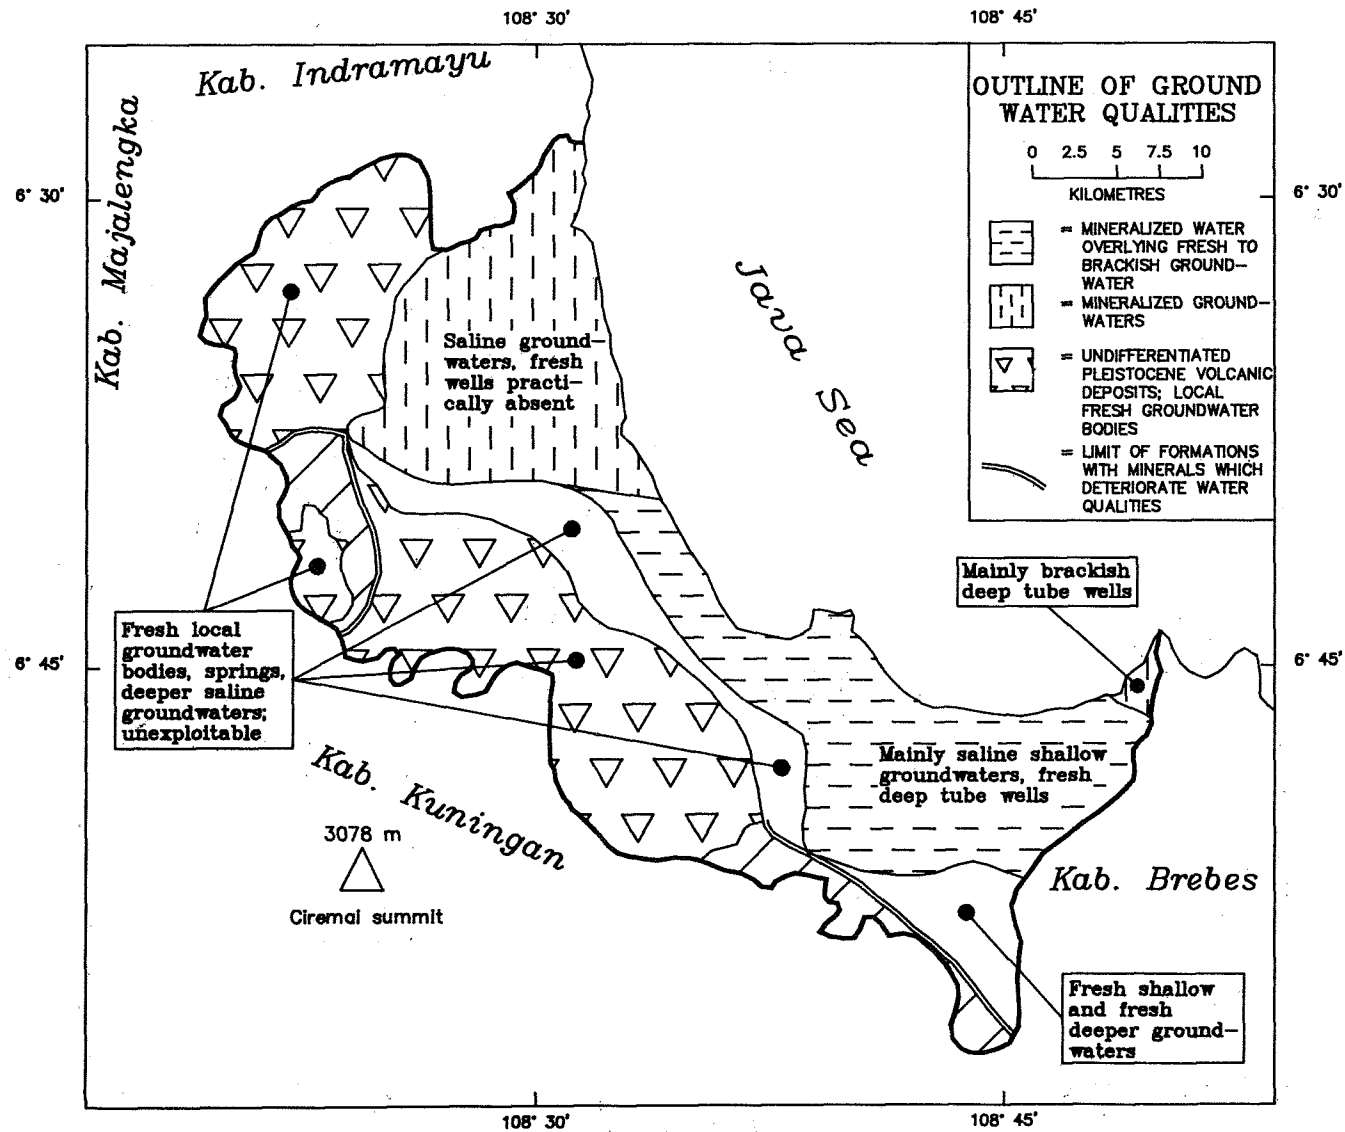 108° 30'
108° 45'
Kab. Indramayu
Kab. Majalengka
6° 30'
6° 30'
OUTLINE OF GROUND
WATER QUALITIES
0 2.5 5 7.5 10
KILOMETRES
= MINERALIZED WATER
OVERLYING FRESH TO
BRACKISH GROUND-
WATER
= MINERALIZED GROUND-
WATERS
= UNDIFFERENTIATED
PLEISTOCENE VOLCANIC
DEPOSITS; LOCAL
FRESH GROUNDWATER
BODIES
= LIMIT OF FORMATIONS
WITH MINERALS WHICH
DETERIORATE WATER
QUALITIES
Java Sea
Saline ground-
waters, fresh
wells practi-
cally absent
Mainly brackish
deep tube wells
Fresh local
groundwater
bodies, springs,
deeper saline
groundwaters;
unexploitable
6° 45'
6° 45'
Mainly saline shallow
groundwaters, fresh
deep tube wells
Kab. Kuningan
3078 m
Ciremai summit
Kab. Brebes
Fresh shallow
and fresh
deeper ground-
waters
108° 30'
108° 45'